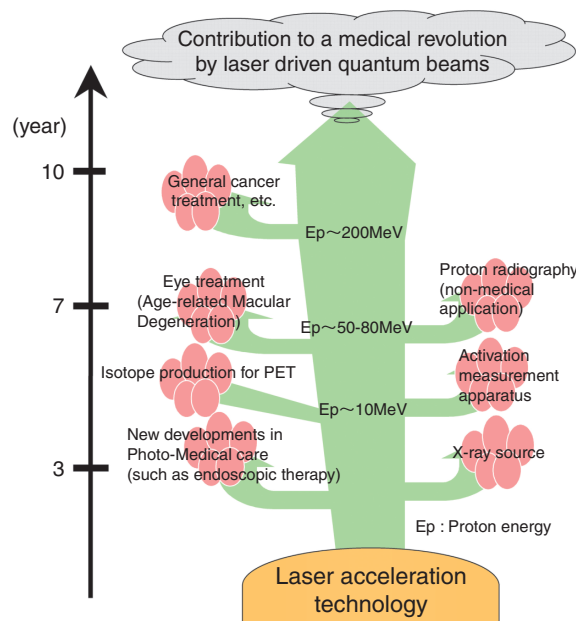 Contribution to a medical revolution
by laser driven quantum beams
(year)
10
General cancer
treatment, etc.
Ep~200MeV
Eye treatment
(Age-related Macular
Degeneration)
Proton radiography
(non-medical
application)
7
Ep~50-80MeV
Isotope production for PET
Activation
measurement
apparatus
Ep~10MeV
New developments in
Photo-Medical care
(such as endoscopic therapy)
X-ray source
3
Ep : Proton energy
Laser acceleration
technology